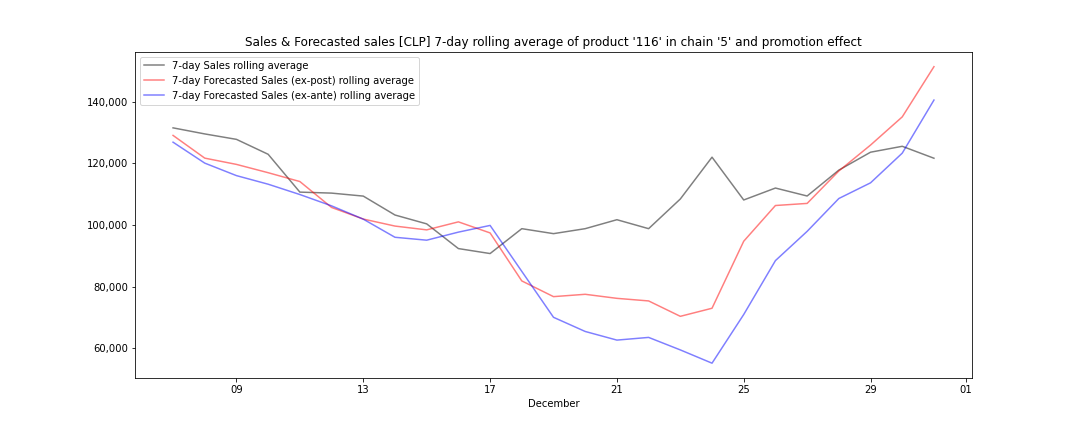 Sales & Forecasted sales [CLP] 7-day rolling average of product '116' in chain '5' and promotion effect
7-day Sales rolling average
7-day Forecasted Sales (ex-post) rolling average
7-day Forecasted Sales (ex-ante) rolling average
140,000
120,000
100,000
80,000
60,000
09 13 17 21 25 29 01
December